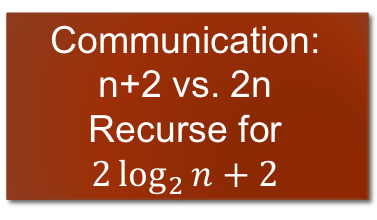 Communication:
n+2 vs. 2n
Recurse for
2 log₂ n + 2